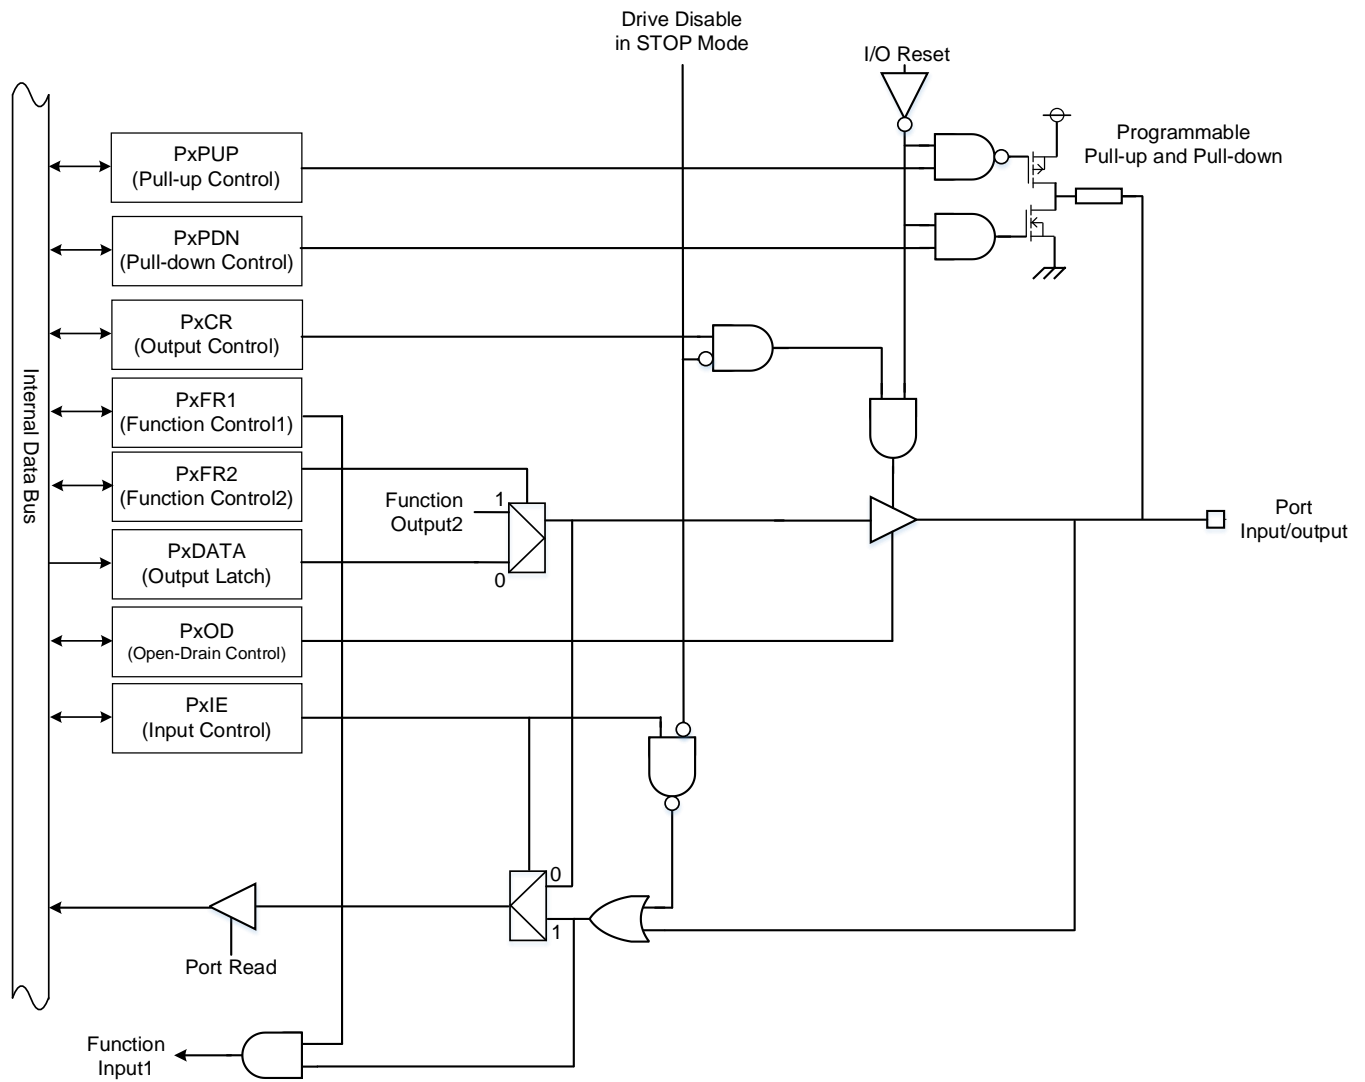 Drive Disable
in STOP Mode
I/O Reset
Programmable
Pull-up and Pull-down
PxPUP
(Pull-up Control)
PxPDN
(Pull-down Control)
PxCR
(Output Control)
Internal Data Bus
PxFR1
(Function Control1)
PxFR2
(Function Control2)
Function
Output2
1
0
Port
Input/output
PxDATA
(Output Latch)
PxOD
(Open-Drain Control)
PxIE
(Input Control)
0
1
Port Read
Function
Input1